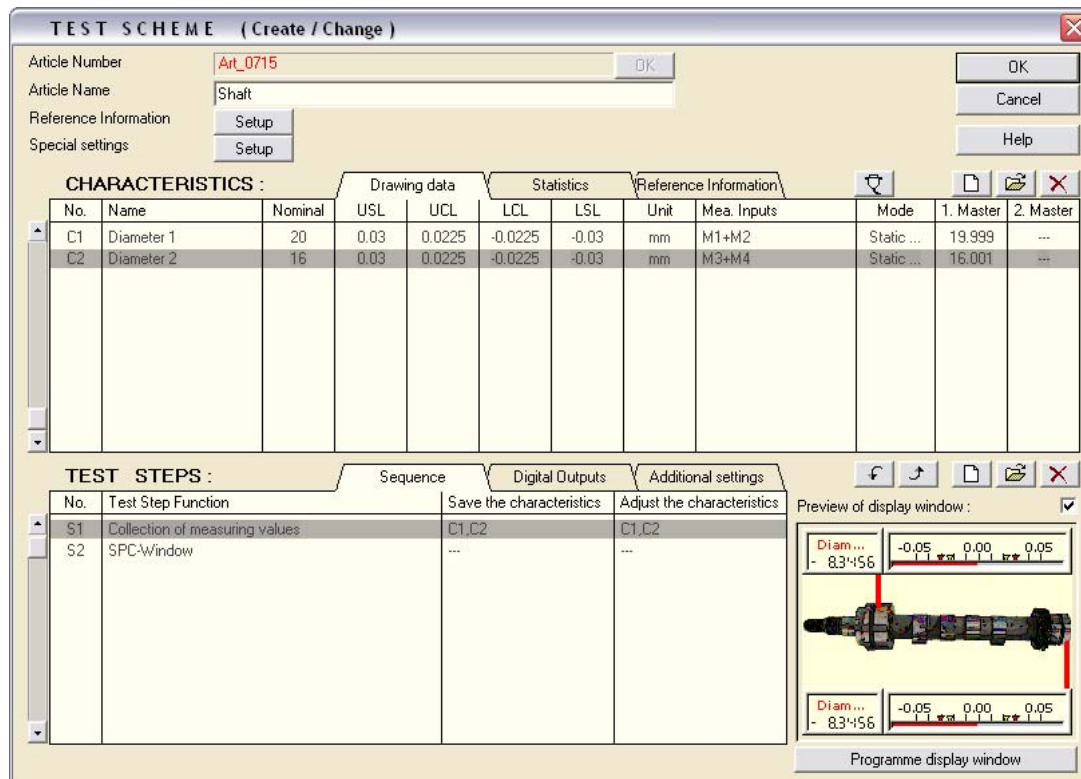 TEST SCHEME ( Create / Change )
Article Number Art_0715 OK OK
Article Name Shaft Cancel
Reference Information Setup
Special settings Setup Help
CHARACTERISTICS : Drawing data Statistics Reference Information
No. Name Nominal USL UCL LCL LSL Unit Mea. Inputs Mode 1. Master 2. Master
C1 Diameter 1 20 0.03 0.0225 -0.0225 -0.03 mm M1+M2 Static ... 19.999 ---
C2 Diameter 2 16 0.03 0.0225 -0.0225 -0.03 mm M3+M4 Static ... 16.001 ---
TEST STEPS : Sequence Digital Outputs Additional settings
No. Test Step Function Save the characteristics Adjust the characteristics
S1 Collection of measuring values C1,C2 C1,C2
S2 SPC-Window --- ---
Preview of display window :
Diam... -0.05 0.00 0.05
- 8.3456
Diam... -0.05 0.00 0.05
- 8.3456
Programme display window